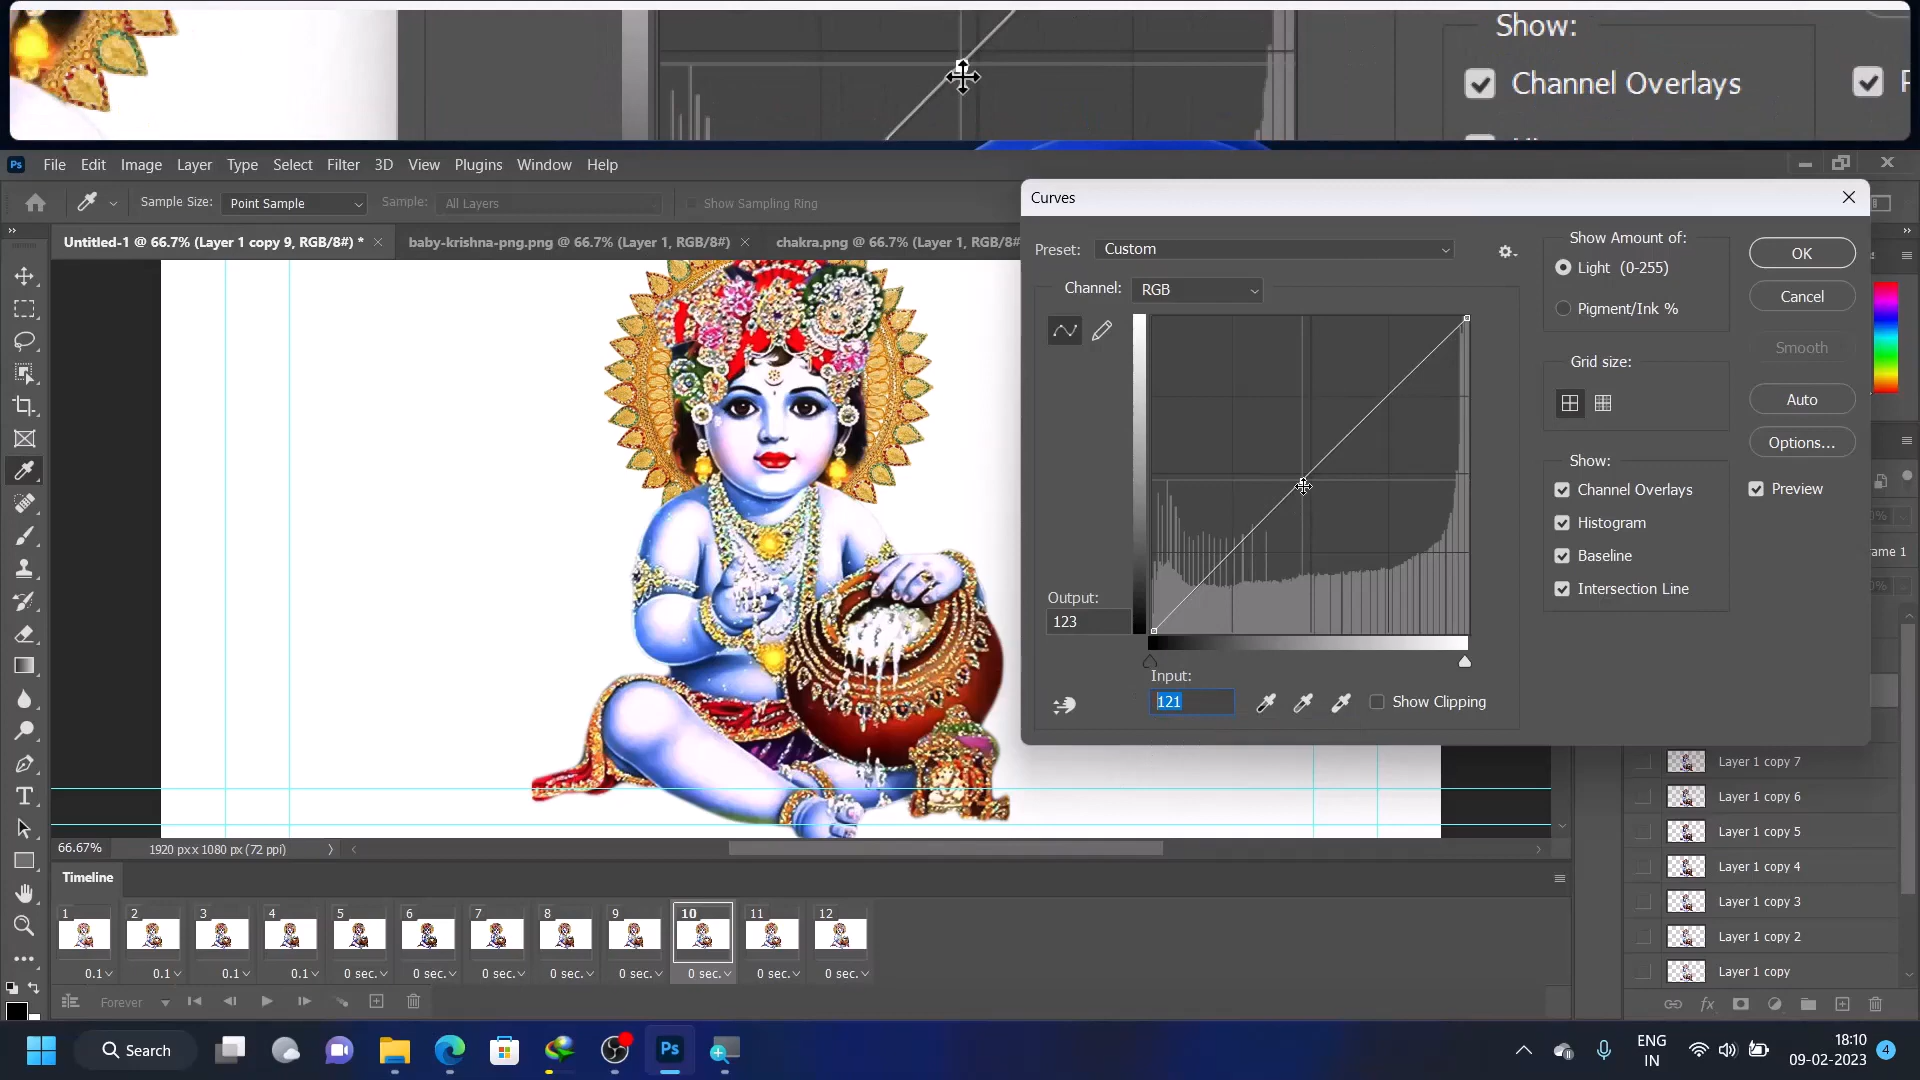 Show:
Channel Overlays
Ps
File Edit Image Layer Type Select Filter 3D View Plugins Window Help
Sample Size: Point Sample Sample: All Layers Show Sampling Ring
Untitled-1 @ 66.7% (Layer 1 copy 9, RGB/8#) *
baby-krishna-png.png @ 66.7% (Layer 1, RGB/8#)
chakra.png @ 66.7% (Layer 1, RGB/8#
Curves
Preset: Custom
Channel: RGB
Output:
123
Input:
121
Show Clipping
Show Amount of:
Light (0-255)
Pigment/Ink %
Grid size:
Show:
Channel Overlays
Histogram
Baseline
Intersection Line
OK
Cancel
Smooth
Auto
Options...
Preview
ame 1
Layer 1 copy 7
Layer 1 copy 6
Layer 1 copy 5
Layer 1 copy 4
Layer 1 copy 3
Layer 1 copy 2
Layer 1 copy
fx
66.67% 1920 px x 1080 px (72 ppi)
Timeline
1 2 3 4 5 6 7 8 9 10 11 12
0.1 0.1 0.1 0.1 0 sec. 0 sec. 0 sec. 0 sec. 0 sec. 0 sec. 0 sec. 0 sec.
Forever
Search
Ps
ENG
IN
18:10
09-02-2023
4